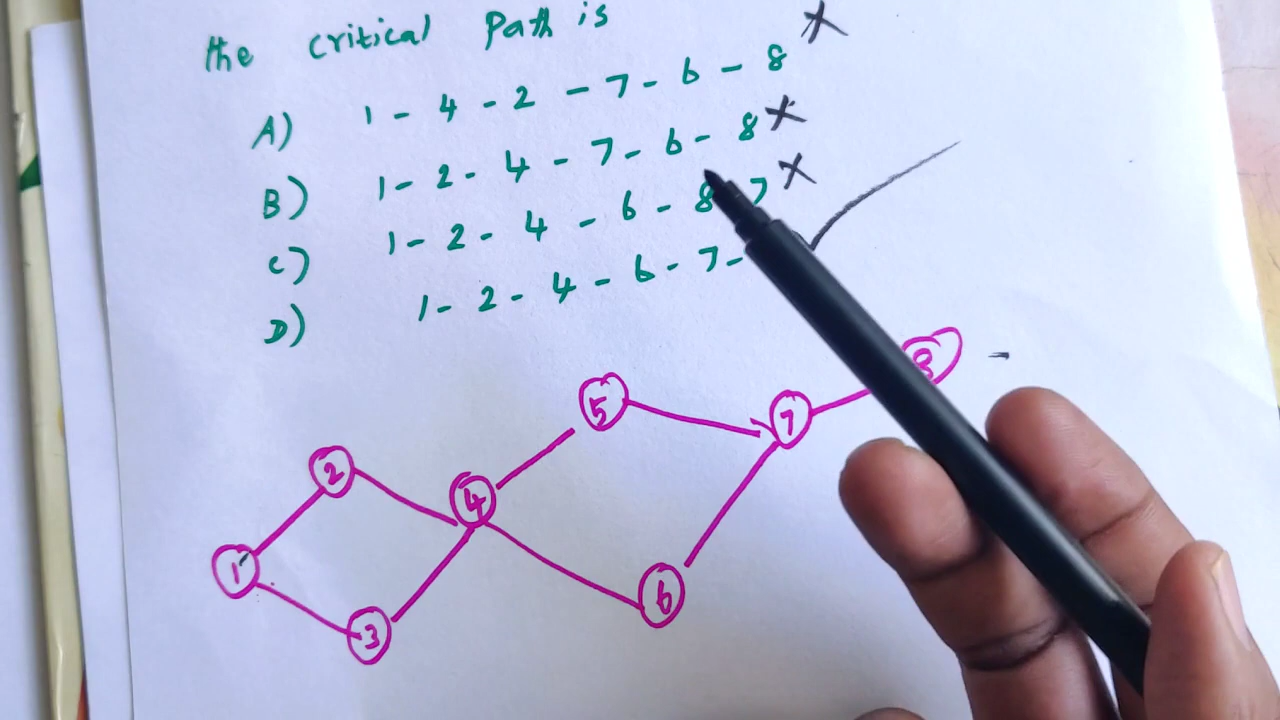 the critical Path is
A) 1 - 4 - 2 - 7 - 6 - 8 X
B) 1 - 2 - 4 - 7 - 6 - 8 X
C) 1 - 2 - 4 - 6 - 8 7 X
D) 1 - 2 - 4 - 6 - 7 -
8
5
7
2
4
1
6
3